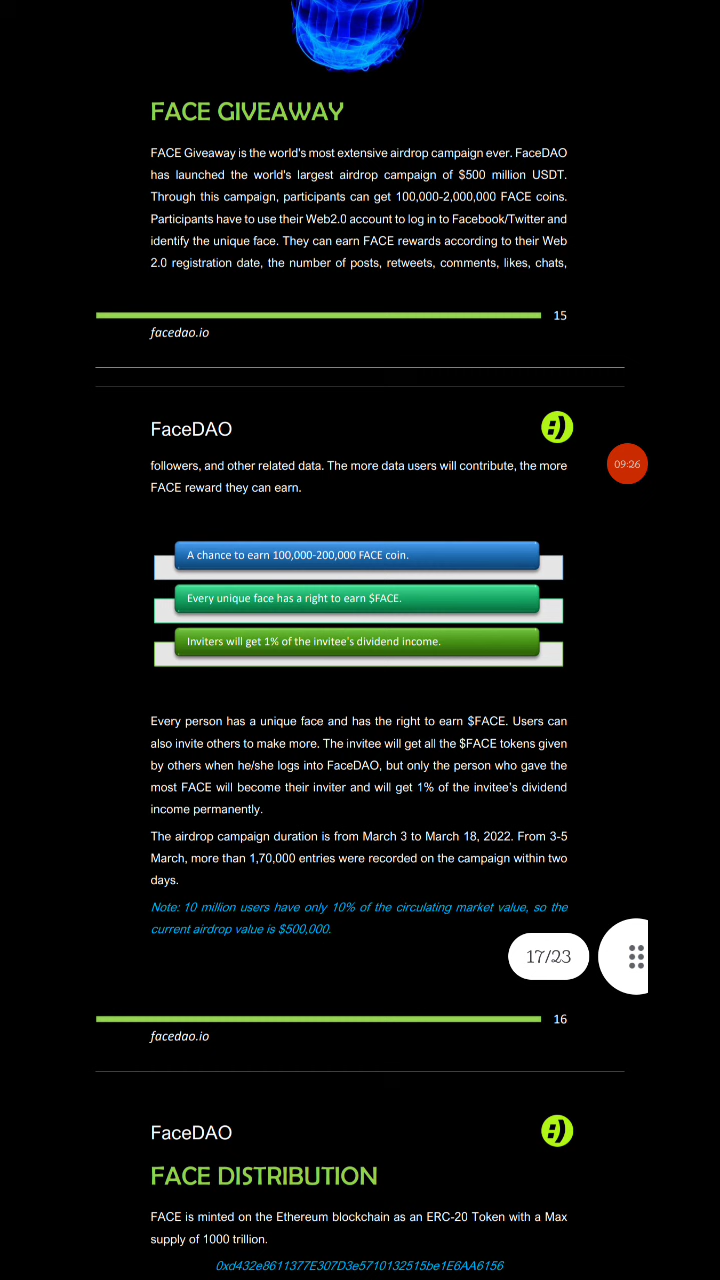 FACE GIVEAWAY
FACE Giveaway is the world's most extensive airdrop campaign ever. FaceDAO
has launched the world's largest airdrop campaign of $500 million USDT.
Through this campaign, participants can get 100,000-2,000,000 FACE coins.
Participants have to use their Web2.0 account to log in to Facebook/Twitter and
identify the unique face. They can earn FACE rewards according to their Web
2.0 registration date, the number of posts, retweets, comments, likes, chats,
15
facedao.io
FaceDAO
:)
09:26
followers, and other related data. The more data users will contribute, the more
FACE reward they can earn.
A chance to earn 100,000-200,000 FACE coin.
Every unique face has a right to earn $FACE.
Inviters will get 1% of the invitee's dividend income.
Every person has a unique face and has the right to earn $FACE. Users can
also invite others to make more. The invitee will get all the $FACE tokens given
by others when he/she logs into FaceDAO, but only the person who gave the
most FACE will become their inviter and will get 1% of the invitee's dividend
income permanently.
The airdrop campaign duration is from March 3 to March 18, 2022. From 3-5
March, more than 1,70,000 entries were recorded on the campaign within two
days.
Note: 10 million users have only 10% of the circulating market value, so the
current airdrop value is $500,000.
17/23
16
facedao.io
FaceDAO
:)
FACE DISTRIBUTION
FACE is minted on the Ethereum blockchain as an ERC-20 Token with a Max
supply of 1000 trillion.
0xd432e8611377E307D3e5710132515be1E6AA6156